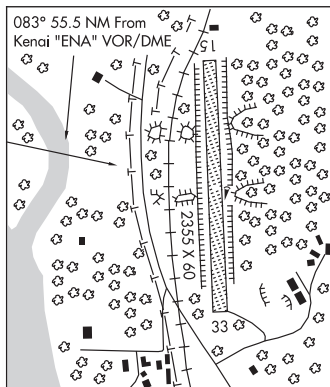 083° 55.5 NM From
Kenai "ENA" VOR/DME
15
2355 X 60
33